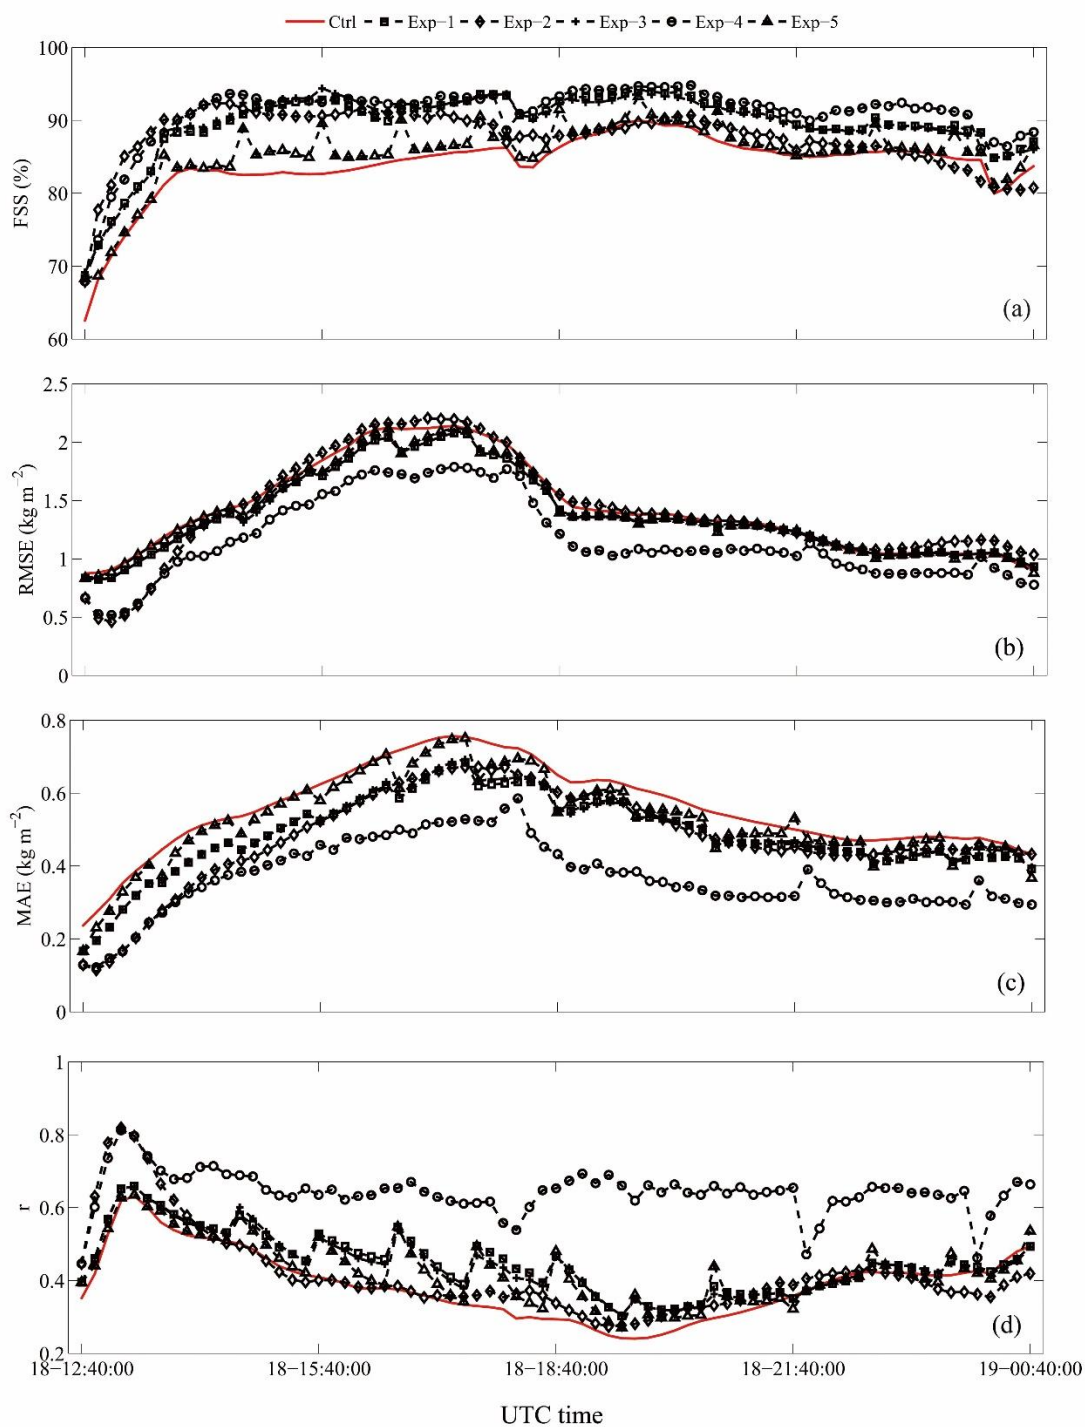 Ctrl Exp−1 Exp−2 Exp−3 Exp−4 Exp−5
100
90
80
70
60
FSS (%)
(a)
2.5
2
1.5
1
0.5
0
RMSE (kg m−2)
(b)
0.8
0.6
0.4
0.2
0
MAE (kg m−2)
(c)
1
0.8
0.6
0.4
0.2
r
(d)
18−12:40:00 18−15:40:00 18−18:40:00 18−21:40:00 19−00:40:00
UTC time